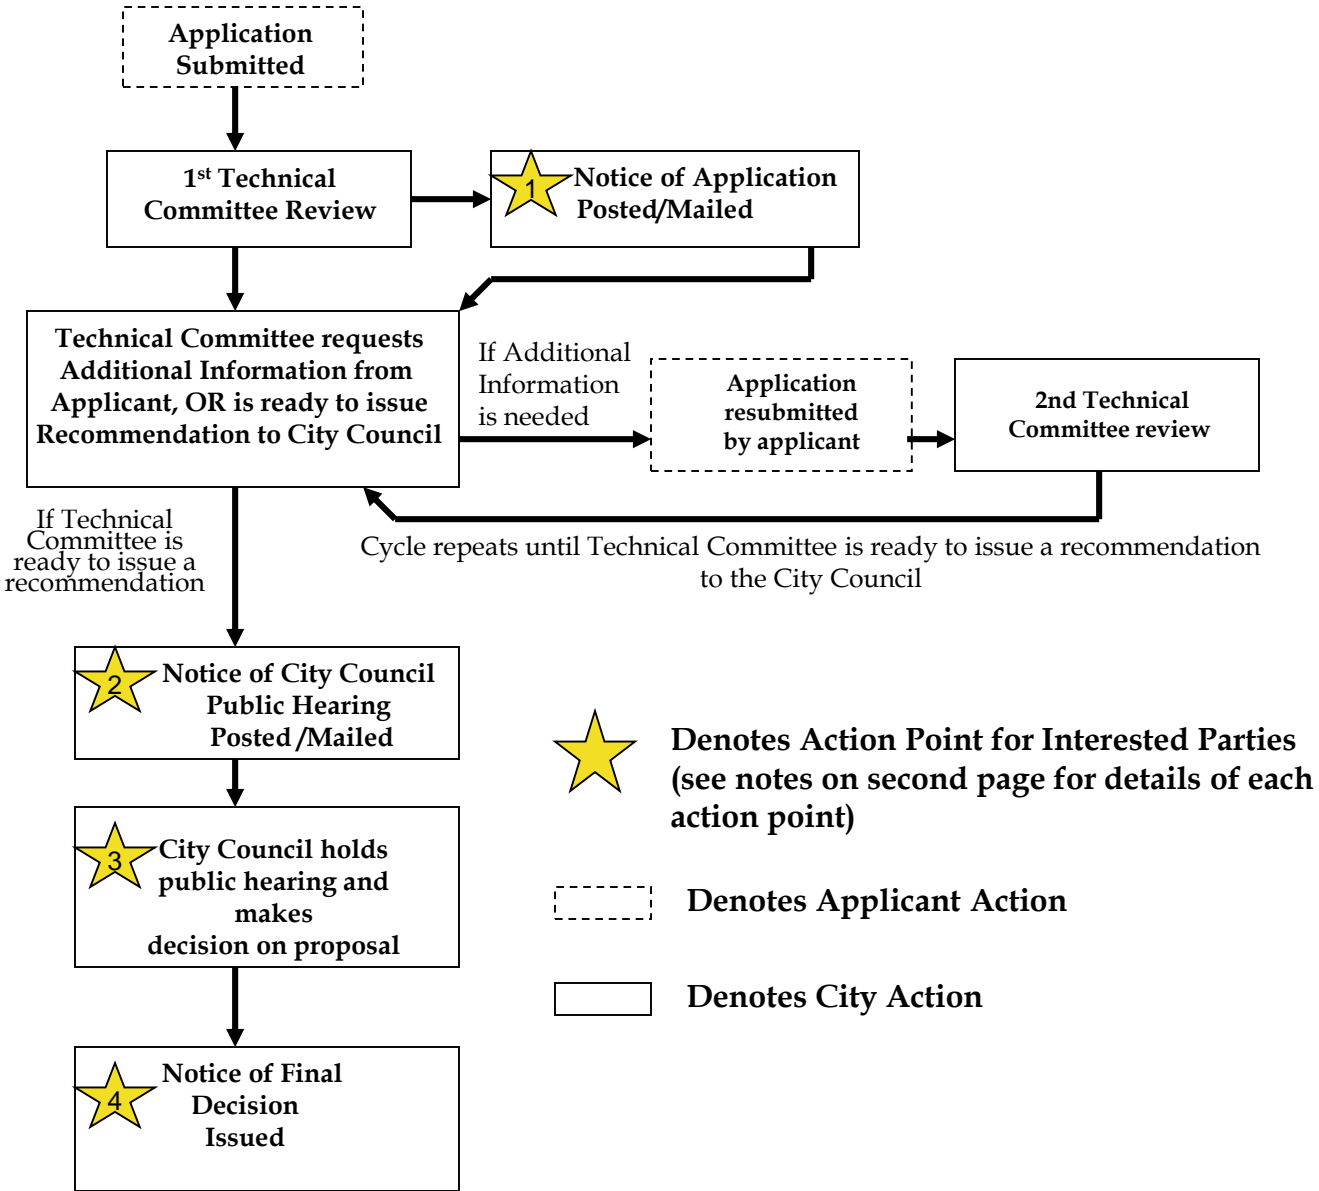 Application
Submitted
1st Technical
Committee Review
1
Notice of Application
Posted/Mailed
Technical Committee requests
Additional Information from
Applicant, OR is ready to issue
Recommendation to City Council
If Additional
Information
is needed
Application
resubmitted
by applicant
2nd Technical
Committee review
If Technical
Committee is
ready to issue a
recommendation
Cycle repeats until Technical Committee is ready to issue a recommendation
to the City Council
2
Notice of City Council
Public Hearing
Posted /Mailed
3
City Council holds
public hearing and
makes
decision on proposal
4
Notice of Final
Decision
Issued
Denotes Action Point for Interested Parties
(see notes on second page for details of each
action point)
Denotes Applicant Action
Denotes City Action